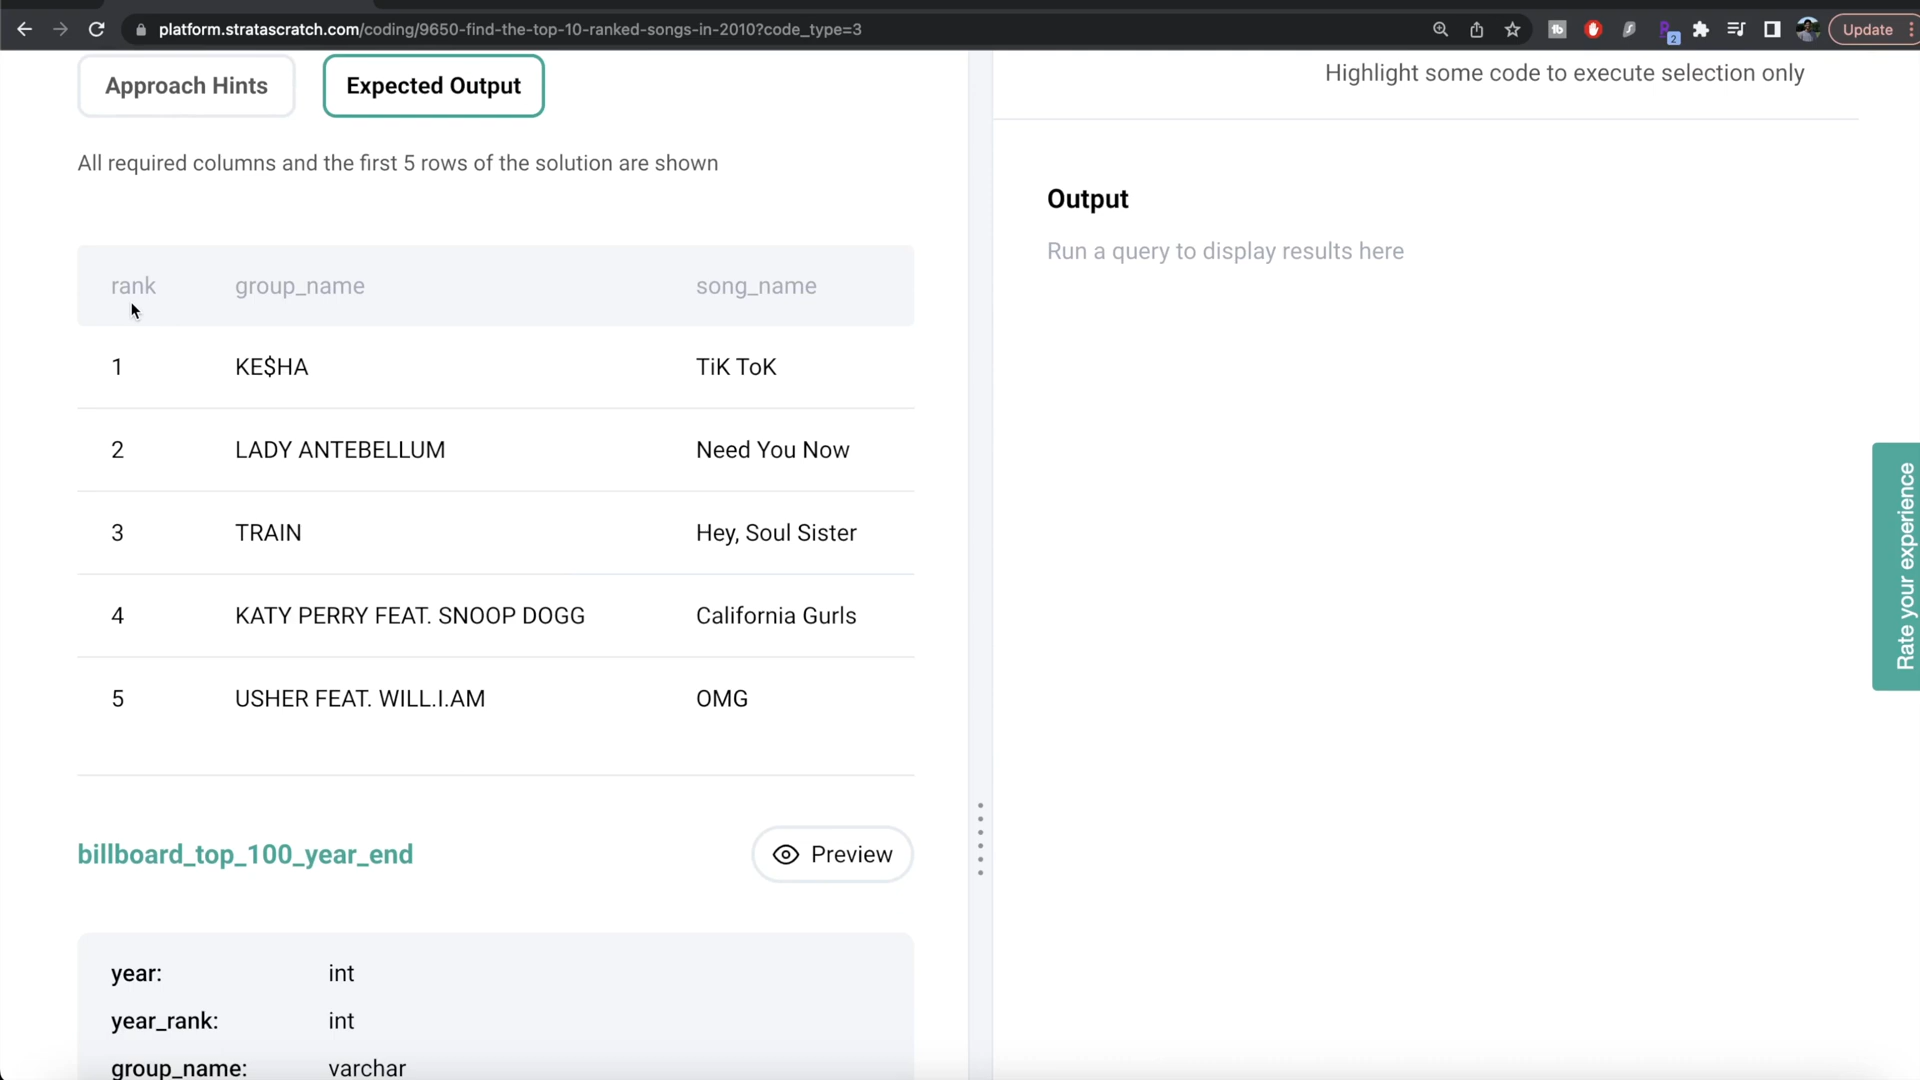 platform.stratascratch.com/coding/9650-find-the-top-10-ranked-songs-in-2010?code_type=3
2
Update
Approach Hints
Expected Output
Highlight some code to execute selection only
All required columns and the first 5 rows of the solution are shown
Output
Run a query to display results here
rank group_name song_name
1 KE$HA TiK ToK
2 LADY ANTEBELLUM Need You Now
3 TRAIN Hey, Soul Sister
4 KATY PERRY FEAT. SNOOP DOGG California Gurls
5 USHER FEAT. WILL.I.AM OMG
Rate your experience
billboard_top_100_year_end
Preview
year: int
year_rank: int
group_name: varchar